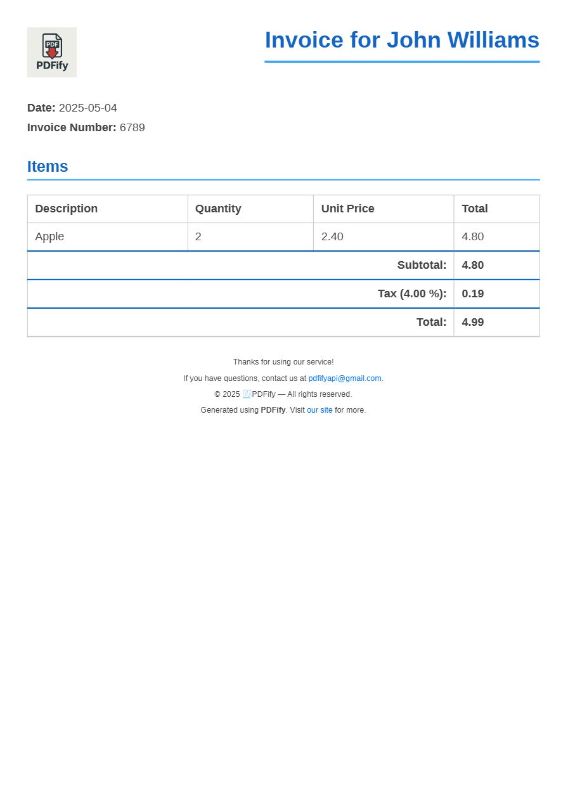 PDF
PDFify
Invoice for John Williams
Date: 2025-05-04
Invoice Number: 6789
Items
Description Quantity Unit Price Total
Apple 2 2.40 4.80
Subtotal: 4.80
Tax (4.00 %): 0.19
Total: 4.99
Thanks for using our service!
If you have questions, contact us at pdfifyapi@gmail.com.
© 2025 🧾PDFify — All rights reserved.
Generated using PDFify. Visit our site for more.